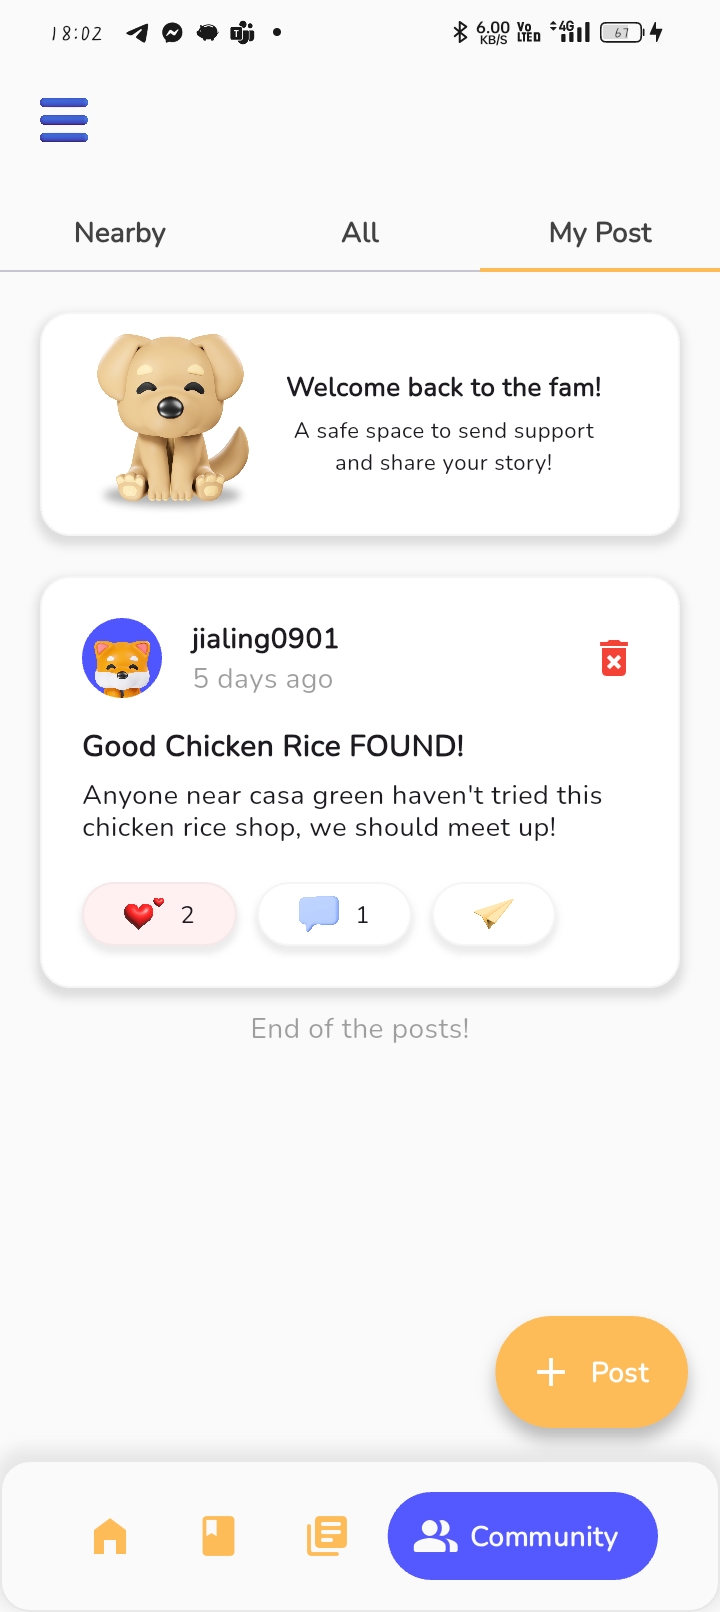 18:02
6.00
KB/S
Vo
LTE D
4G
67
Nearby
All
My Post
Welcome back to the fam!
A safe space to send support
and share your story!
jialing0901
5 days ago
Good Chicken Rice FOUND!
Anyone near casa green haven't tried this
chicken rice shop, we should meet up!
2
1
End of the posts!
Post
Community